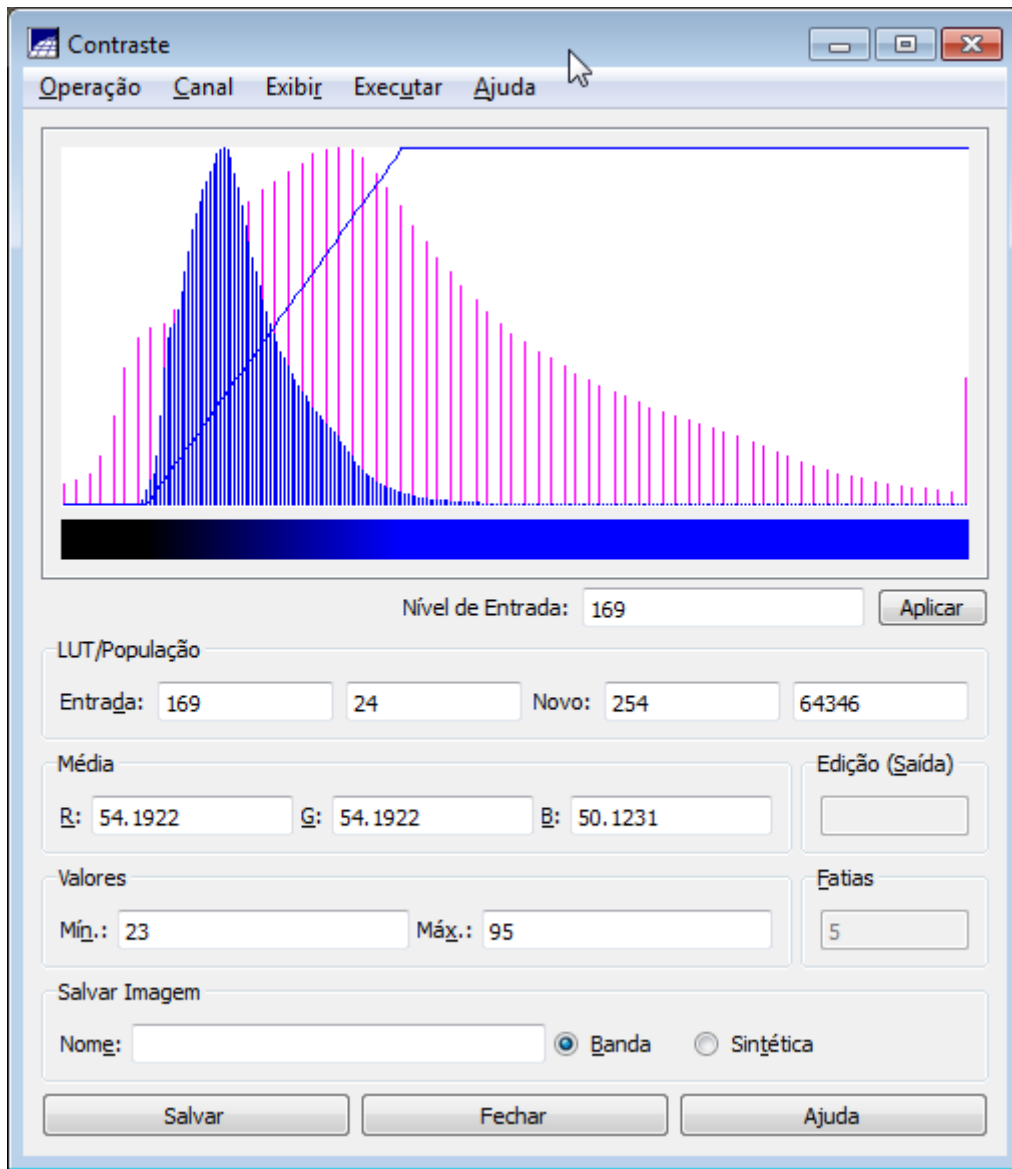 Contraste
Operação Canal Exibir Executar Ajuda
Nível de Entrada: 169 Aplicar
LUT/População
Entrada: 169 24 Novo: 254 64346
Média Edição (Saída)
R: 54.1922 G: 54.1922 B: 50.1231
Valores Fatias
Mín.: 23 Máx.: 95 5
Salvar Imagem
Nome: Banda Sintética
Salvar Fechar Ajuda